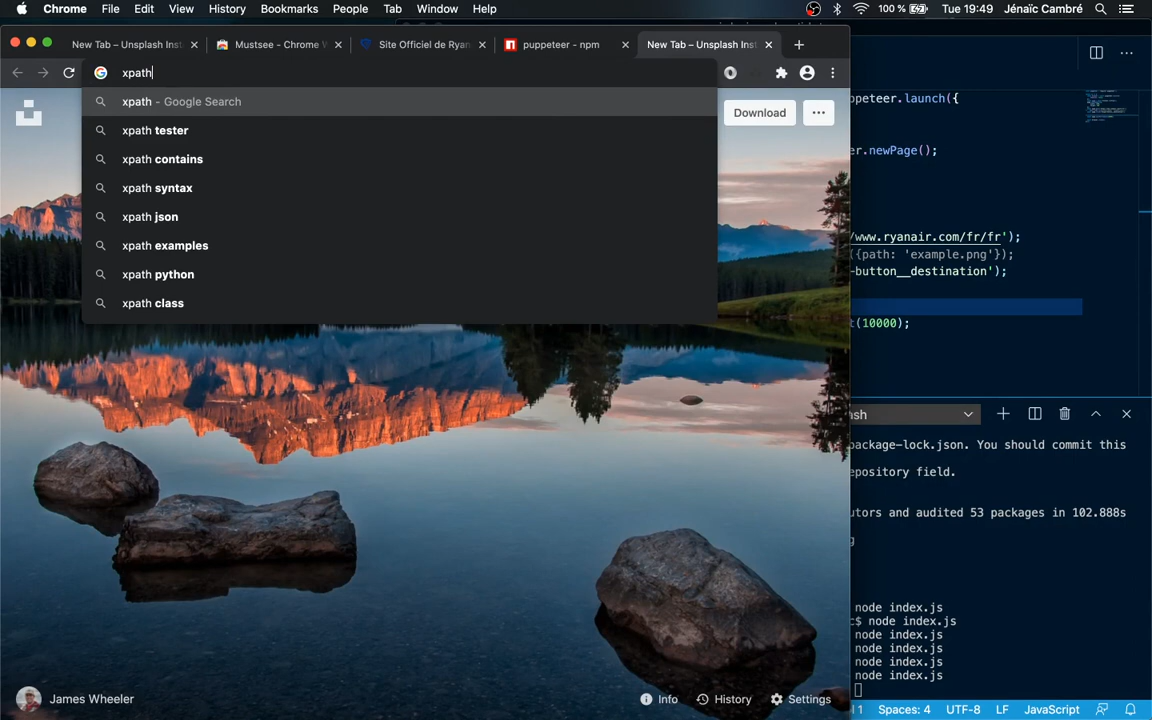 Chrome File Edit View History Bookmarks People Tab Window Help 100 % Tue 19:49 Jénaïc Cambré
New Tab – Unsplash Inst Mustsee - Chrome W Site Officiel de Ryan puppeteer - npm New Tab – Unsplash Inst
xpath
xpath - Google Search
xpath tester
xpath contains
xpath syntax
xpath json
xpath examples
xpath python
xpath class
Download
James Wheeler
Info History Settings
ppeteer.launch({
er.newPage();
/www.ryanair.com/fr/fr');
({path: 'example.png'});
-button__destination');
t(10000);
sh
package-lock.json. You should commit this
epository field.
utors and audited 53 packages in 102.888s
g
node index.js
c$ node index.js
node index.js
node index.js
node index.js
node index.js
1 Spaces: 4 UTF-8 LF JavaScript